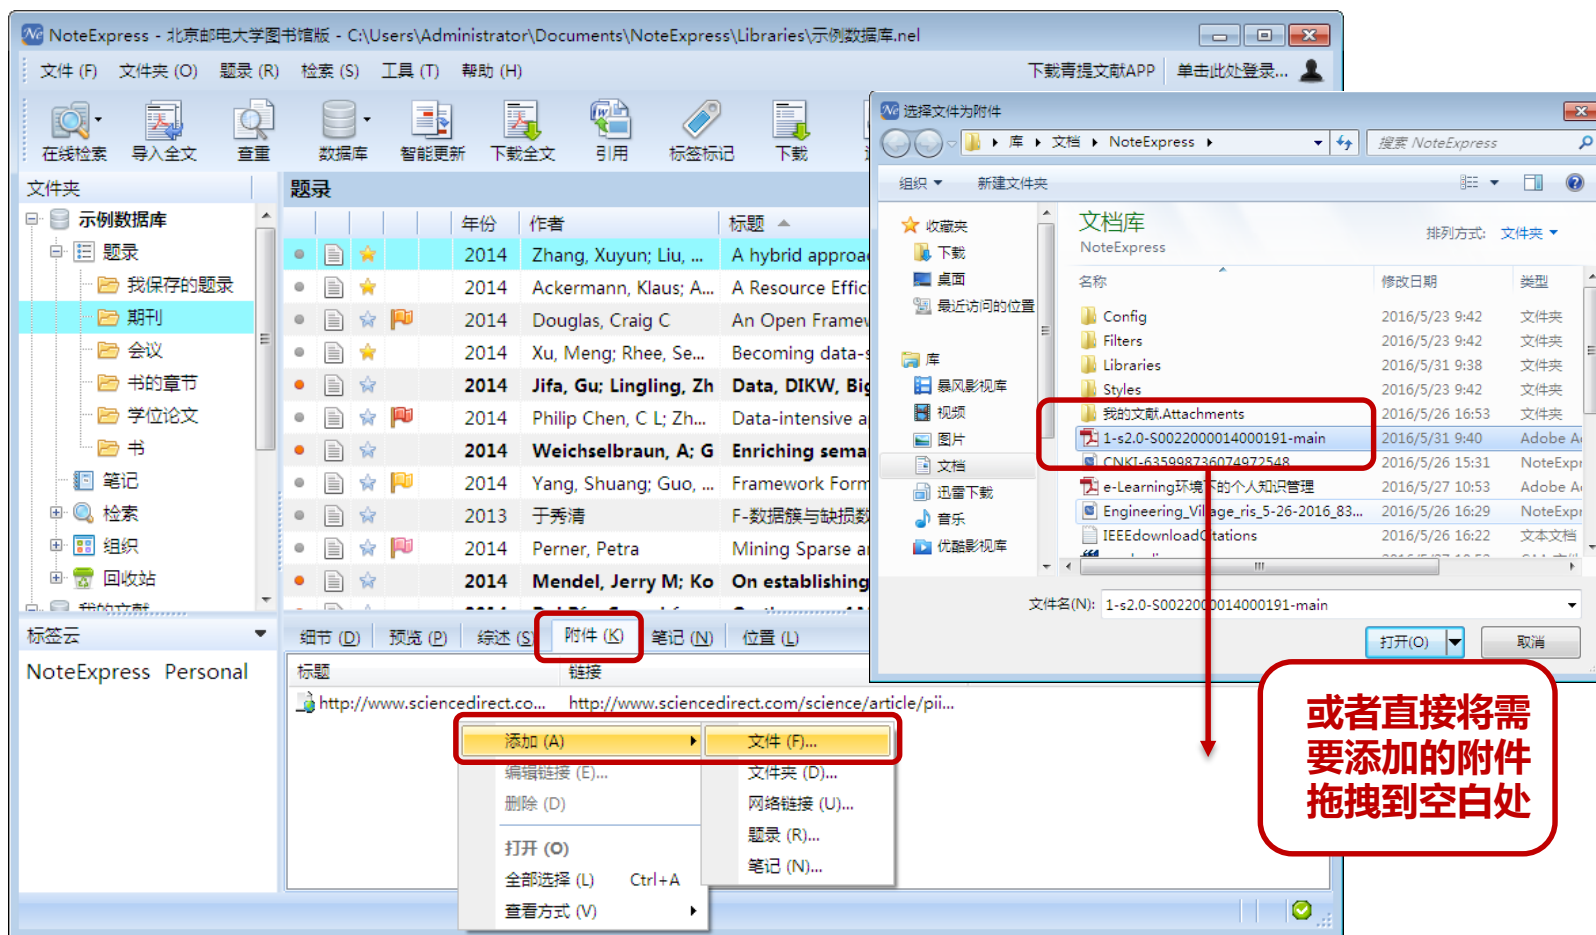 NoteExpress - 北京邮电大学图书馆版 - C:\Users\Administrator\Documents\NoteExpress\Libraries\示例数据库.nel
文件 (F) 文件夹 (O) 题录 (R) 检索 (S) 工具 (T) 帮助 (H) 下载青提文献APP 单击此处登录...
在线检索 导入全文 查重 数据库 智能更新 下载全文 引用 标签标记 下载
文件夹
示例数据库
题录
我保存的题录
期刊
会议
书的章节
学位论文
书
笔记
检索
组织
回收站
我的文献
标签云
NoteExpress Personal
题录
年份 作者 标题
2014 Zhang, Xuyun; Liu, ... A hybrid approa
2014 Ackermann, Klaus; A... A Resource Effici
2014 Douglas, Craig C An Open Framew
2014 Xu, Meng; Rhee, Se... Becoming data-s
2014 Jifa, Gu; Lingling, Zh Data, DIKW, Big
2014 Philip Chen, C L; Zh... Data-intensive a
2014 Weichselbraun, A; G Enriching sema
2014 Yang, Shuang; Guo, ... Framework Form
2013 于秀清 F-数据簇与缺损数
2014 Perner, Petra Mining Sparse a
2014 Mendel, Jerry M; Ko On establishing
细节 (D) 预览 (P) 综述 (S) 附件 (K) 笔记 (N) 位置 (L)
标题 链接
http://www.sciencedirect.co... http://www.sciencedirect.com/science/article/pii...
添加 (A)
编辑链接 (E)...
删除 (D)
打开 (O)
全部选择 (L) Ctrl+A
查看方式 (V)
文件 (F)...
文件夹 (D)...
网络链接 (U)...
题录 (R)...
笔记 (N)...
选择文件为附件
库 文档 NoteExpress 搜索 NoteExpress
组织 新建文件夹
收藏夹
下载
桌面
最近访问的位置
库
暴风影视库
视频
图片
文档
迅雷下载
音乐
优酷影视库
文档库
NoteExpress
排列方式: 文件夹
名称 修改日期 类型
Config 2016/5/23 9:42 文件夹
Filters 2016/5/23 9:42 文件夹
Libraries 2016/5/31 9:38 文件夹
Styles 2016/5/23 9:42 文件夹
我的文献.Attachments 2016/5/26 16:53 文件夹
1-s2.0-S0022000014000191-main 2016/5/31 9:40 Adobe A
CNKI-635998736074972548 2016/5/26 15:31 NoteExpr
e-Learning环境下的个人知识管理 2016/5/27 10:53 Adobe A
Engineering_Village_ris_5-26-2016_83... 2016/5/26 16:29 NoteExpr
IEEEdownloadCitations 2016/5/26 16:22 文本文档
文件名(N): 1-s2.0-S0022000014000191-main
打开(O) 取消
或者直接将需
要添加的附件
拖拽到空白处